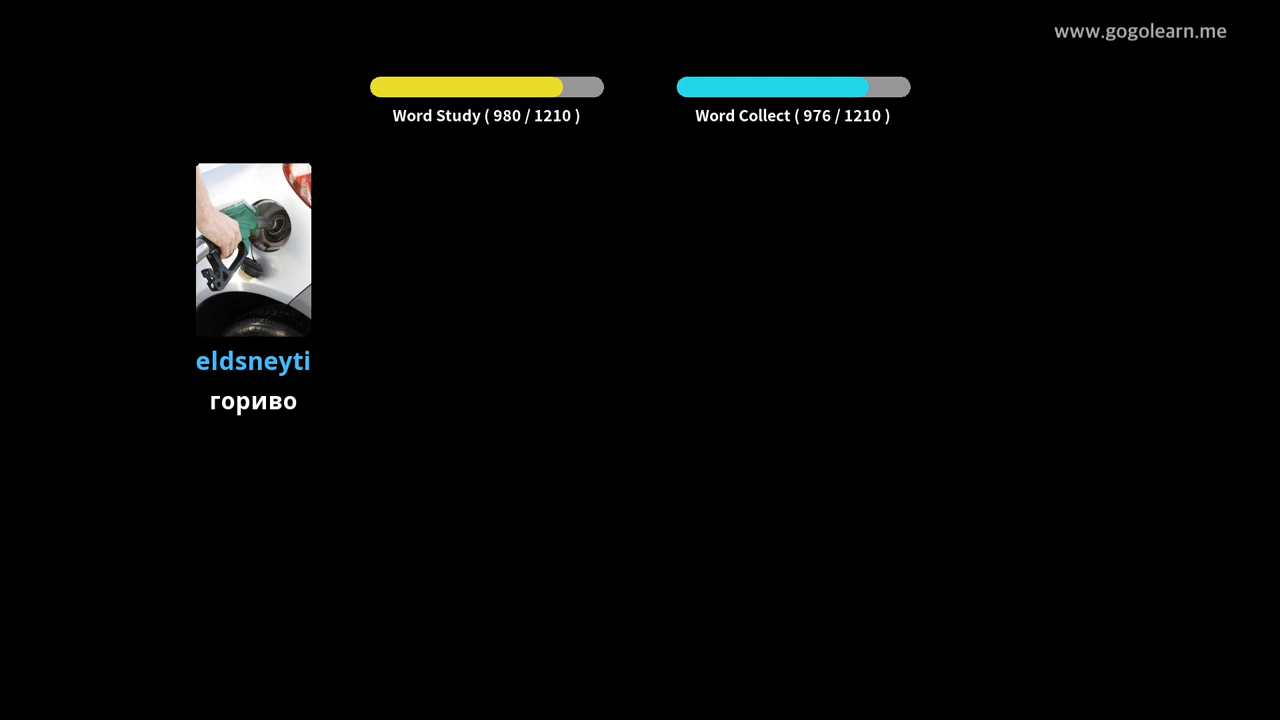 www.gogolearn.me
Word Study ( 980 / 1210 )
Word Collect ( 976 / 1210 )
eldsneyti
гориво